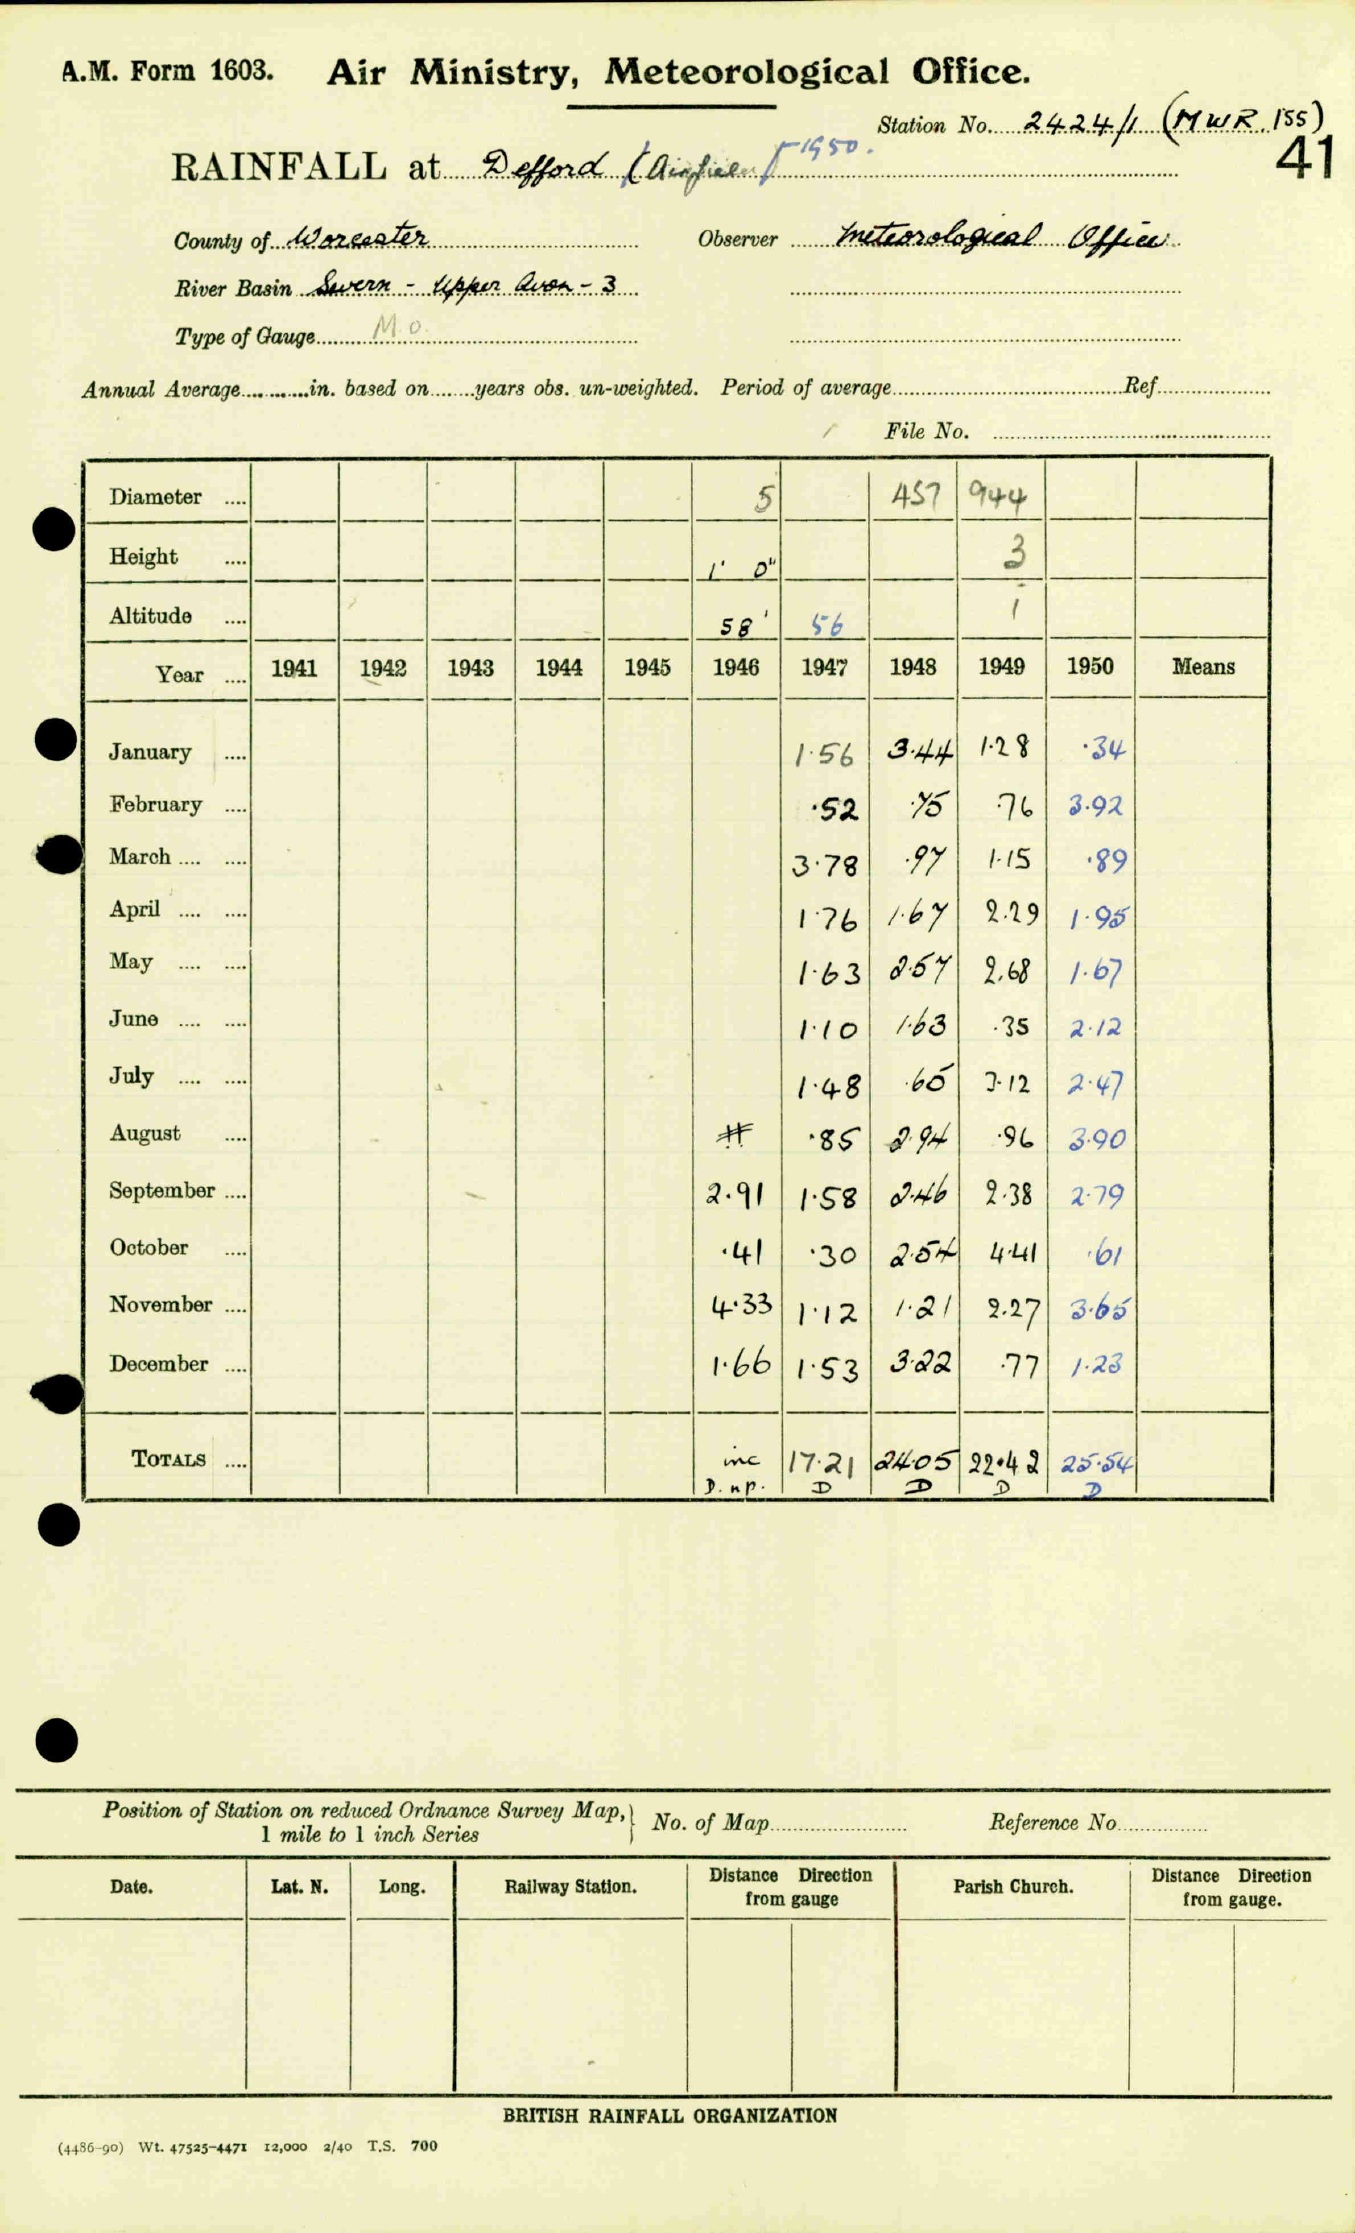 A.M. Form 1603. Air Ministry, Meteorological Office.
Station No. 2424/1 (MWR. 155)
41
RAINFALL at Defford (Airfield) 1950.
County of Worcester Observer Meteorological Office
River Basin Severn - Upper Avon - 3
Type of Gauge M.O.
Annual Average in. based on years obs. un-weighted. Period of average Ref.
File No.
Diameter .... 5 457 944
Height .... 1' 0" 3
Altitude .... 58' 56 1
Year .... 1941 1942 1943 1944 1945 1946 1947 1948 1949 1950 Means
January .... 1.56 3.44 1.28 .34
February .... .52 .75 .76 3.92
March .... .... 3.78 .97 1.15 .89
April .... .... 1.76 1.67 2.29 1.95
May .... .... 1.63 2.57 2.68 1.67
June .... .... 1.10 1.63 .35 2.12
July .... .... 1.48 .65 3.12 2.47
August .... # .85 2.94 .96 3.90
September .... 2.91 1.58 2.46 2.38 2.79
October .... .41 .30 2.54 4.41 .61
November .... 4.33 1.12 1.21 2.27 3.65
December .... 1.66 1.53 3.22 .77 1.23
TOTALS .... inc 17.21 24.05 22.42 25.54
D. np. D D D D
Position of Station on reduced Ordnance Survey Map,} No. of Map Reference No.
1 mile to 1 inch Series
Date. Lat. N. Long. Railway Station. Distance Direction from gauge Parish Church. Distance Direction from gauge.
BRITISH RAINFALL ORGANIZATION
(4486-90) Wt. 47525-4471 12,000 2/40 T.S. 700